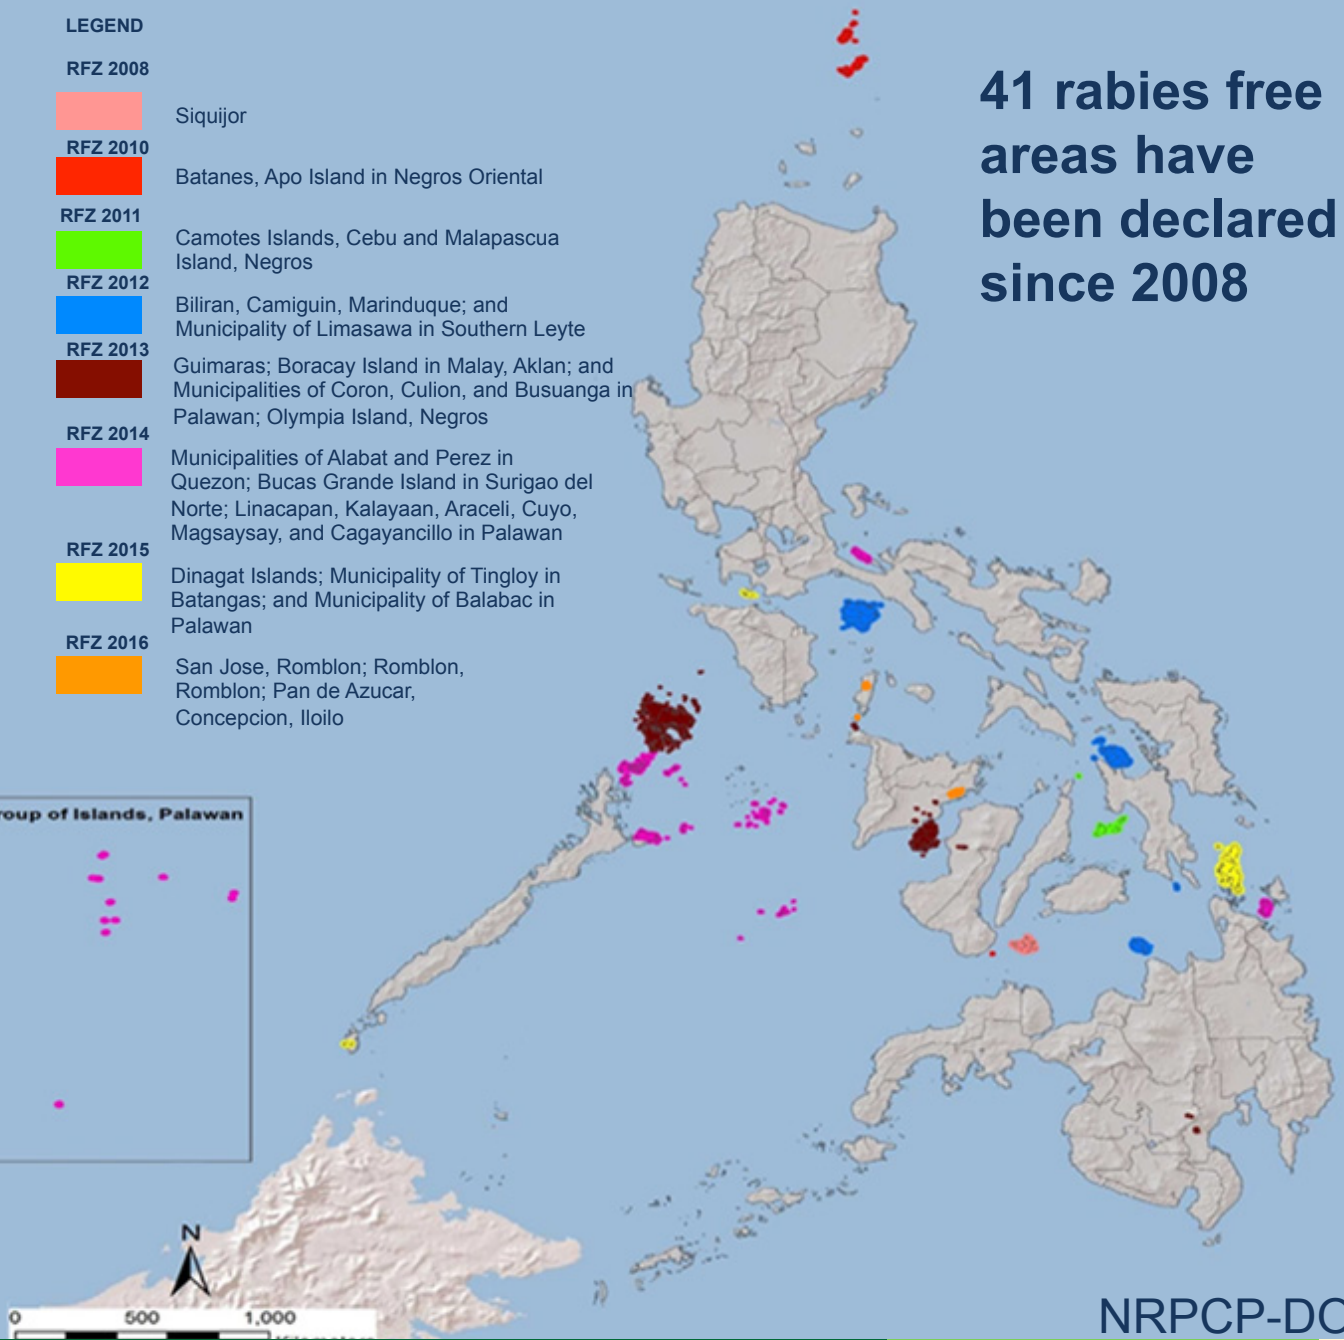 LEGEND
RFZ 2008
Siquijor
RFZ 2010
Batanes, Apo Island in Negros Oriental
RFZ 2011
Camotes Islands, Cebu and Malapascua
Island, Negros
RFZ 2012
Biliran, Camiguin, Marinduque; and
Municipality of Limasawa in Southern Leyte
RFZ 2013
Guimaras; Boracay Island in Malay, Aklan; and
Municipalities of Coron, Culion, and Busuanga in
Palawan; Olympia Island, Negros
RFZ 2014
Municipalities of Alabat and Perez in
Quezon; Bucas Grande Island in Surigao del
Norte; Linacapan, Kalayaan, Araceli, Cuyo,
Magsaysay, and Cagayancillo in Palawan
RFZ 2015
Dinagat Islands; Municipality of Tingloy in
Batangas; and Municipality of Balabac in
Palawan
RFZ 2016
San Jose, Romblon; Romblon,
Romblon; Pan de Azucar,
Concepcion, Iloilo
41 rabies free
areas have
been declared
since 2008
roup of Islands, Palawan
N
0 500 1,000
NRPCP-DO